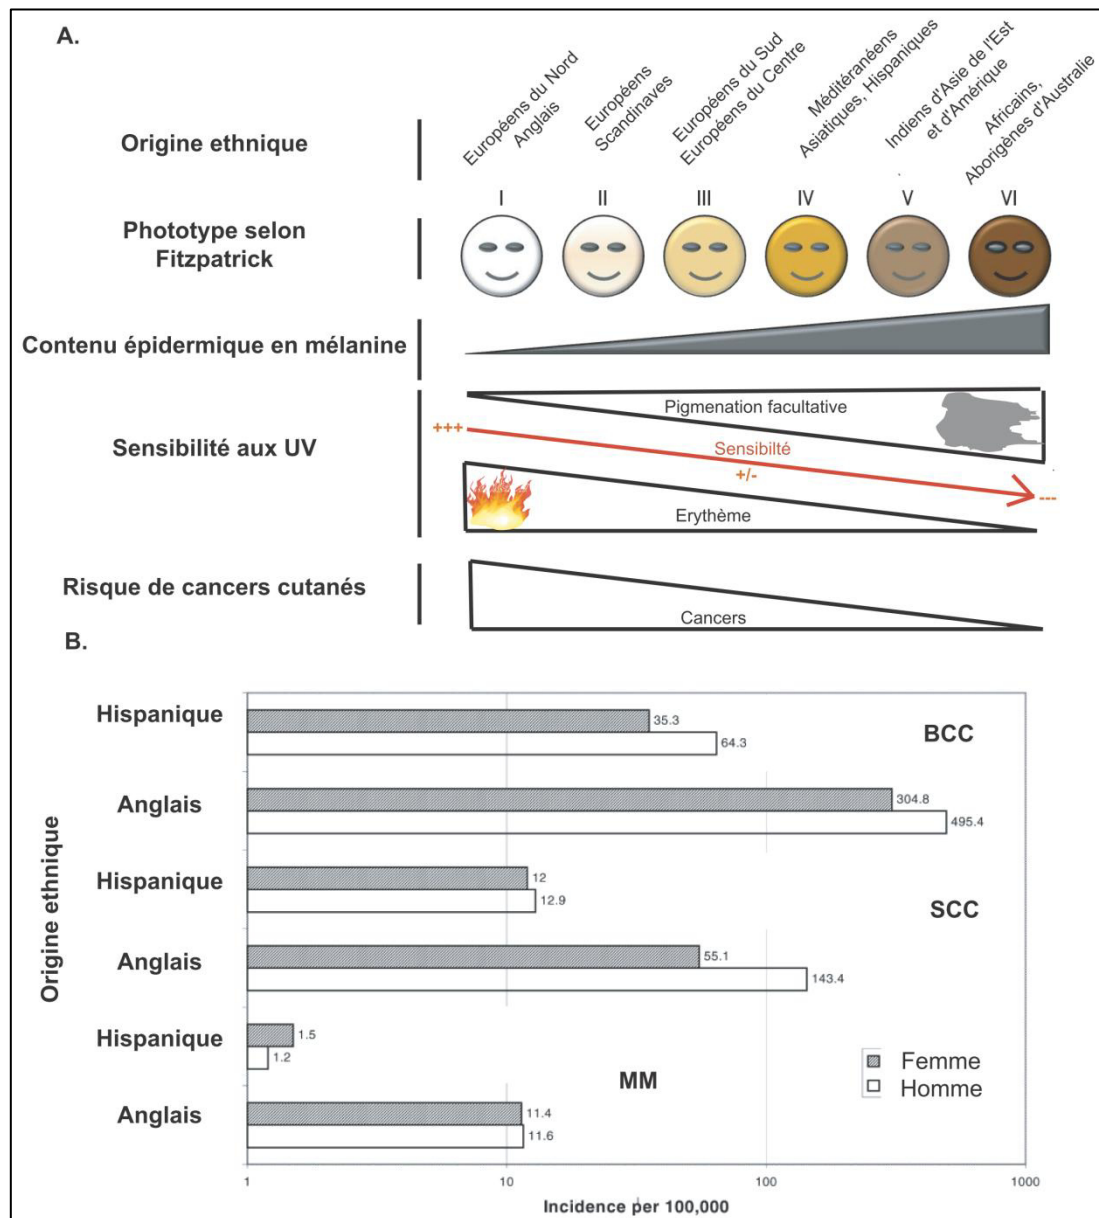 A.
Origine ethnique
Européens du Nord
Anglais
Européens
Scandinaves
Européens du Sud
Européens du Centre
Méditéranéens
Asiatiques, Hispaniques
Indiens d'Asie de l'Est
et d'Amérique
Africains,
Aborigènes d'Australie
Phototype selon
Fitzpatrick
I II III IV V VI
Contenu épidermique en mélanine
Sensibilité aux UV
Pigmenation facultative
+++
Sensibilté
+/-
---
Erythème
Risque de cancers cutanés
Cancers
B.
Origine ethnique
Hispanique
35.3
64.3
BCC
Anglais
304.8
495.4
Hispanique
12
12.9
SCC
Anglais
55.1
143.4
Hispanique
1.5
1.2
MM
Anglais
11.4
11.6
Femme
Homme
1 10 100 1000
Incidence per 100,000